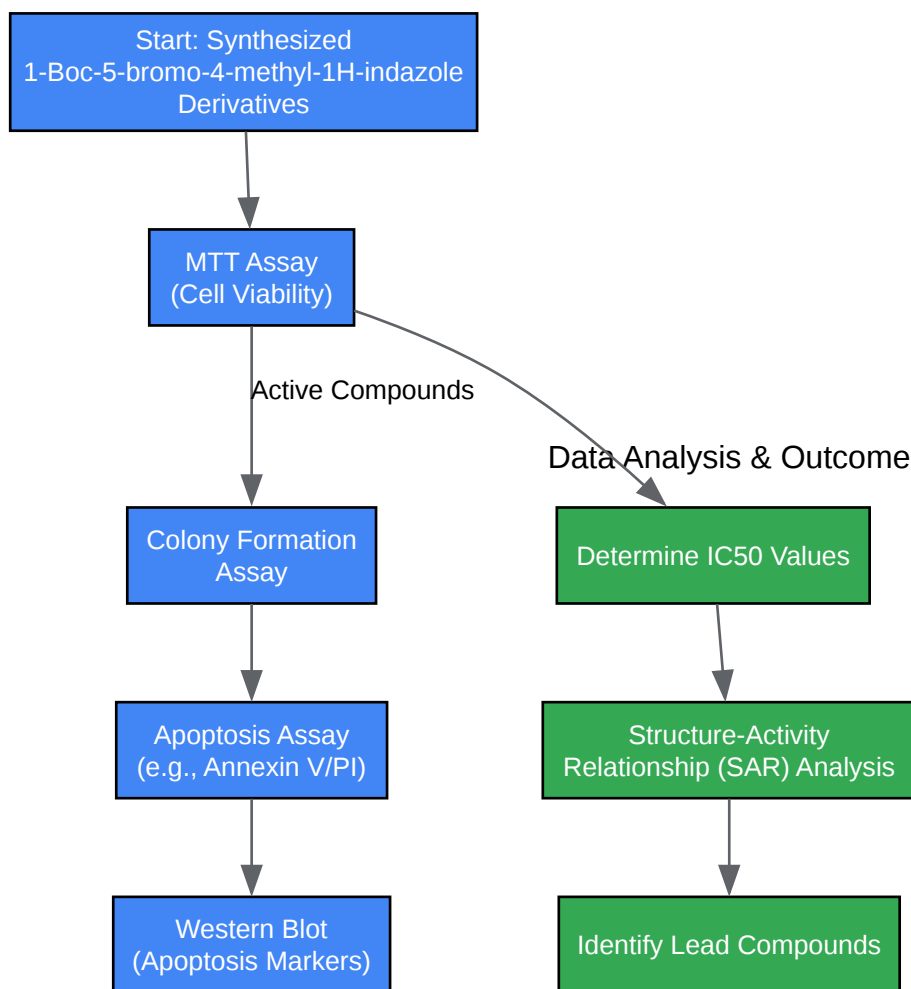 Start: Synthesized
1-Boc-5-bromo-4-methyl-1H-indazole
Derivatives
MTT Assay
(Cell Viability)
Active Compounds
Data Analysis & Outcome
Colony Formation
Assay
Determine IC50 Values
Apoptosis Assay
(e.g., Annexin V/PI)
Structure-Activity
Relationship (SAR) Analysis
Western Blot
(Apoptosis Markers)
Identify Lead Compounds